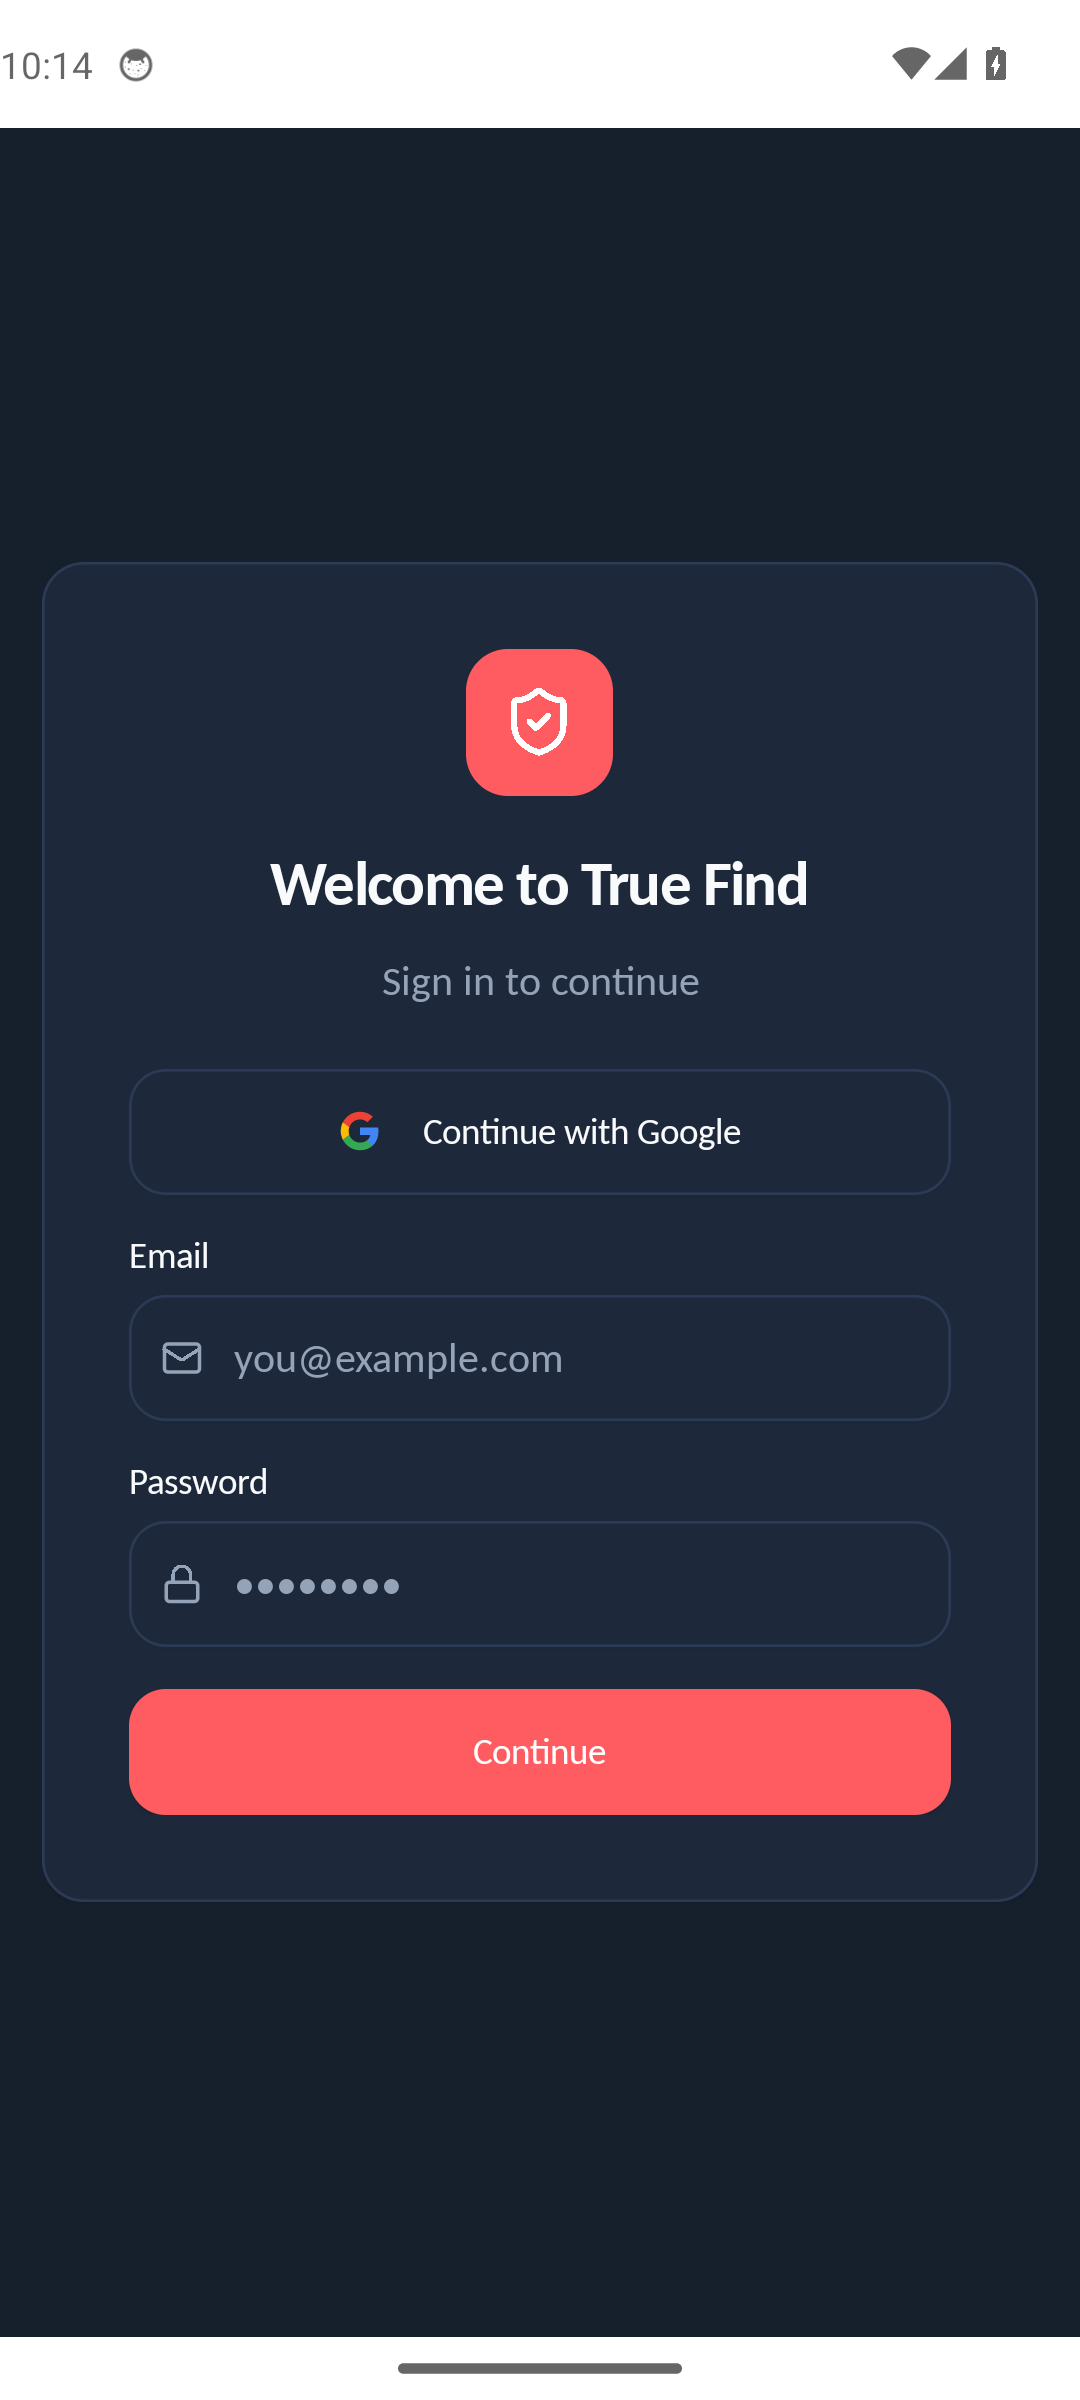 10:14
Welcome to True Find
Sign in to continue
Continue with Google
Email
you@example.com
Password
••••••••
Continue